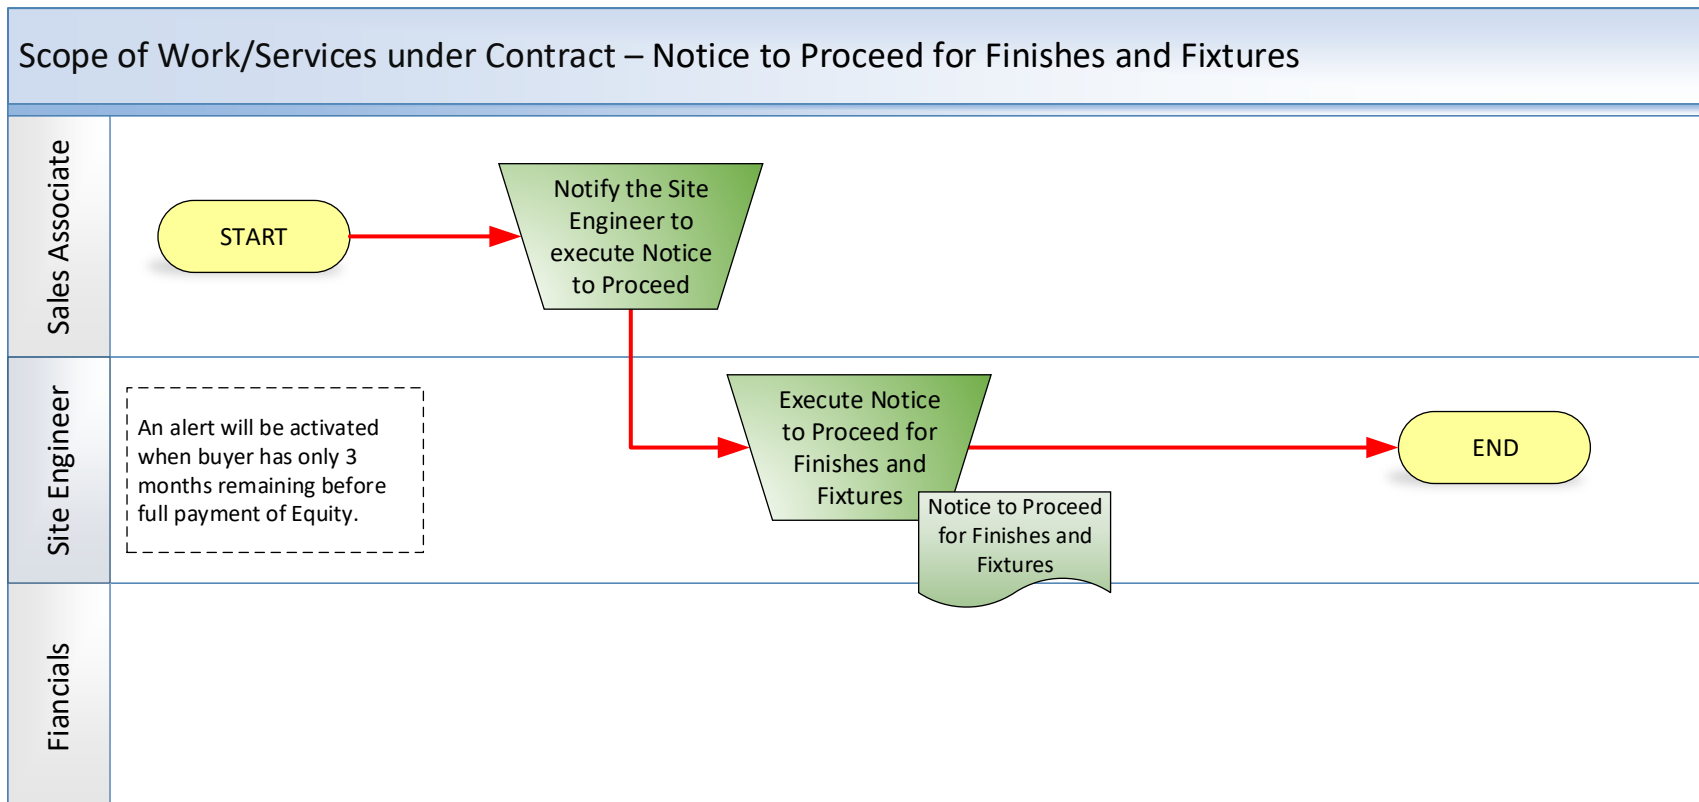 Scope of Work/Services under Contract – Notice to Proceed for Finishes and Fixtures
Sales Associate
START
Notify the Site
Engineer to
execute Notice
to Proceed
Site Engineer
An alert will be activated
when buyer has only 3
months remaining before
full payment of Equity.
Execute Notice
to Proceed for
Finishes and
Fixtures
Notice to Proceed
for Finishes and
Fixtures
END
Fiancials